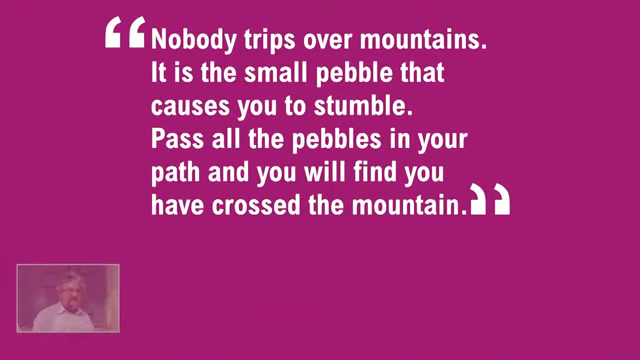 “Nobody trips over mountains.
It is the small pebble that
causes you to stumble.
Pass all the pebbles in your
path and you will find you
have crossed the mountain.”